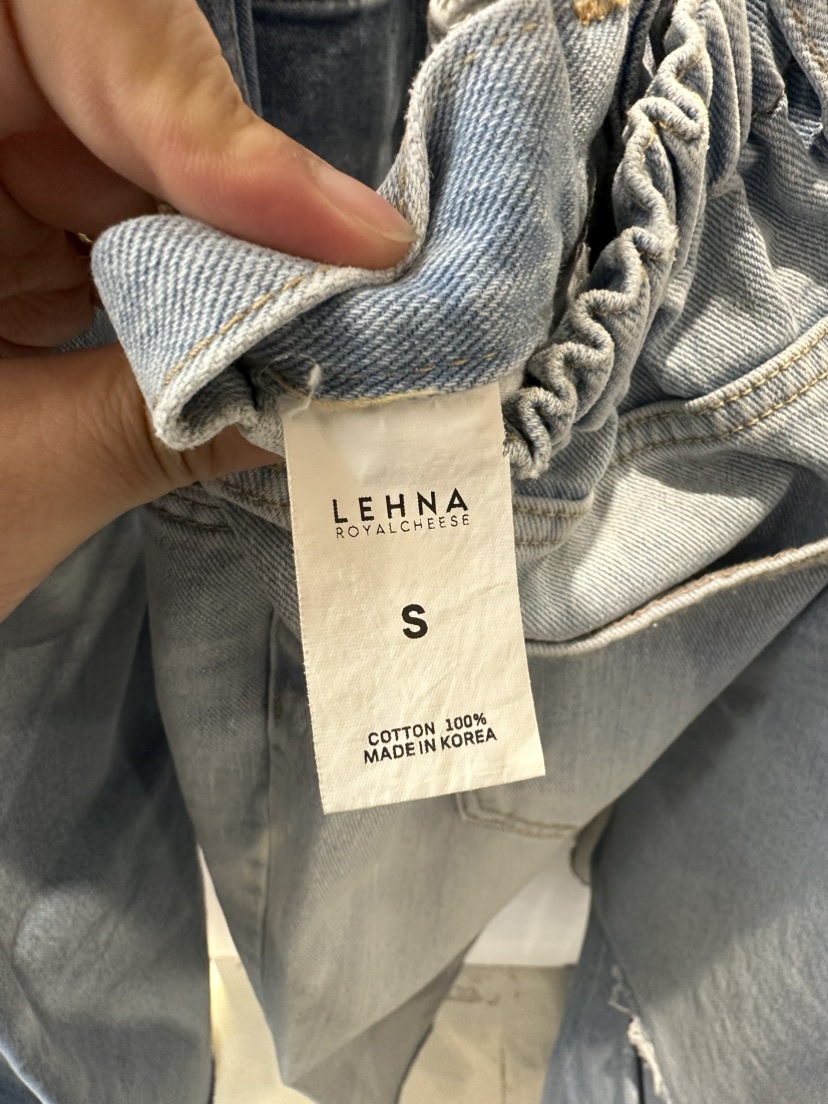 LEHNA
ROYALCHEESE
S
COTTON 100%
MADE IN KOREA